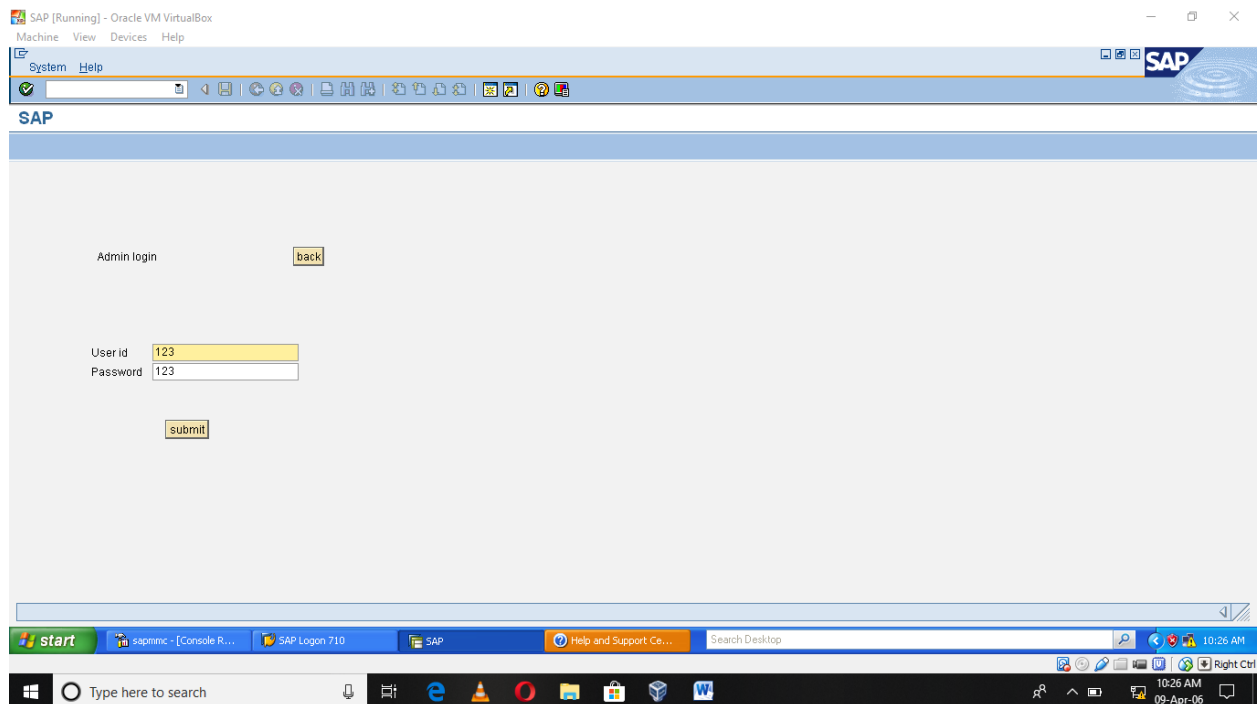 SAP [Running] - Oracle VM VirtualBox
Machine View Devices Help
System Help
SAP
SAP
Admin login back
User id 123
Password 123
submit
start sapmmc - [Console R... SAP Logon 710 SAP Help and Support Ce... Search Desktop 10:26 AM
Right Ctrl
Type here to search 10:26 AM
09-Apr-06